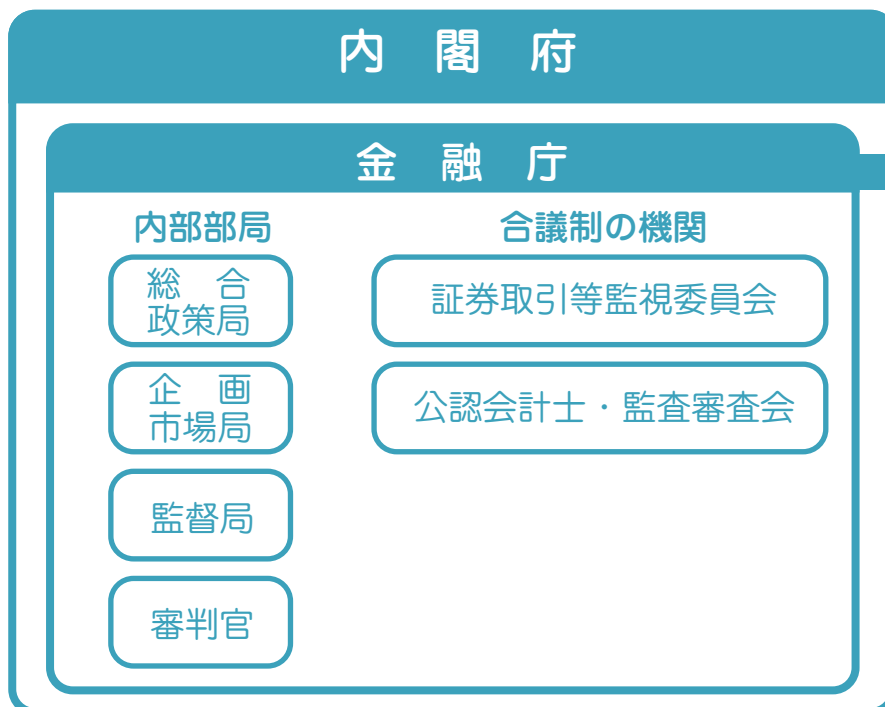 内　閣　府
金　融　庁
内部部局
総　合
政策局
企　画
市場局
監督局
審判官
合議制の機関
証券取引等監視委員会
公認会計士・監査審査会